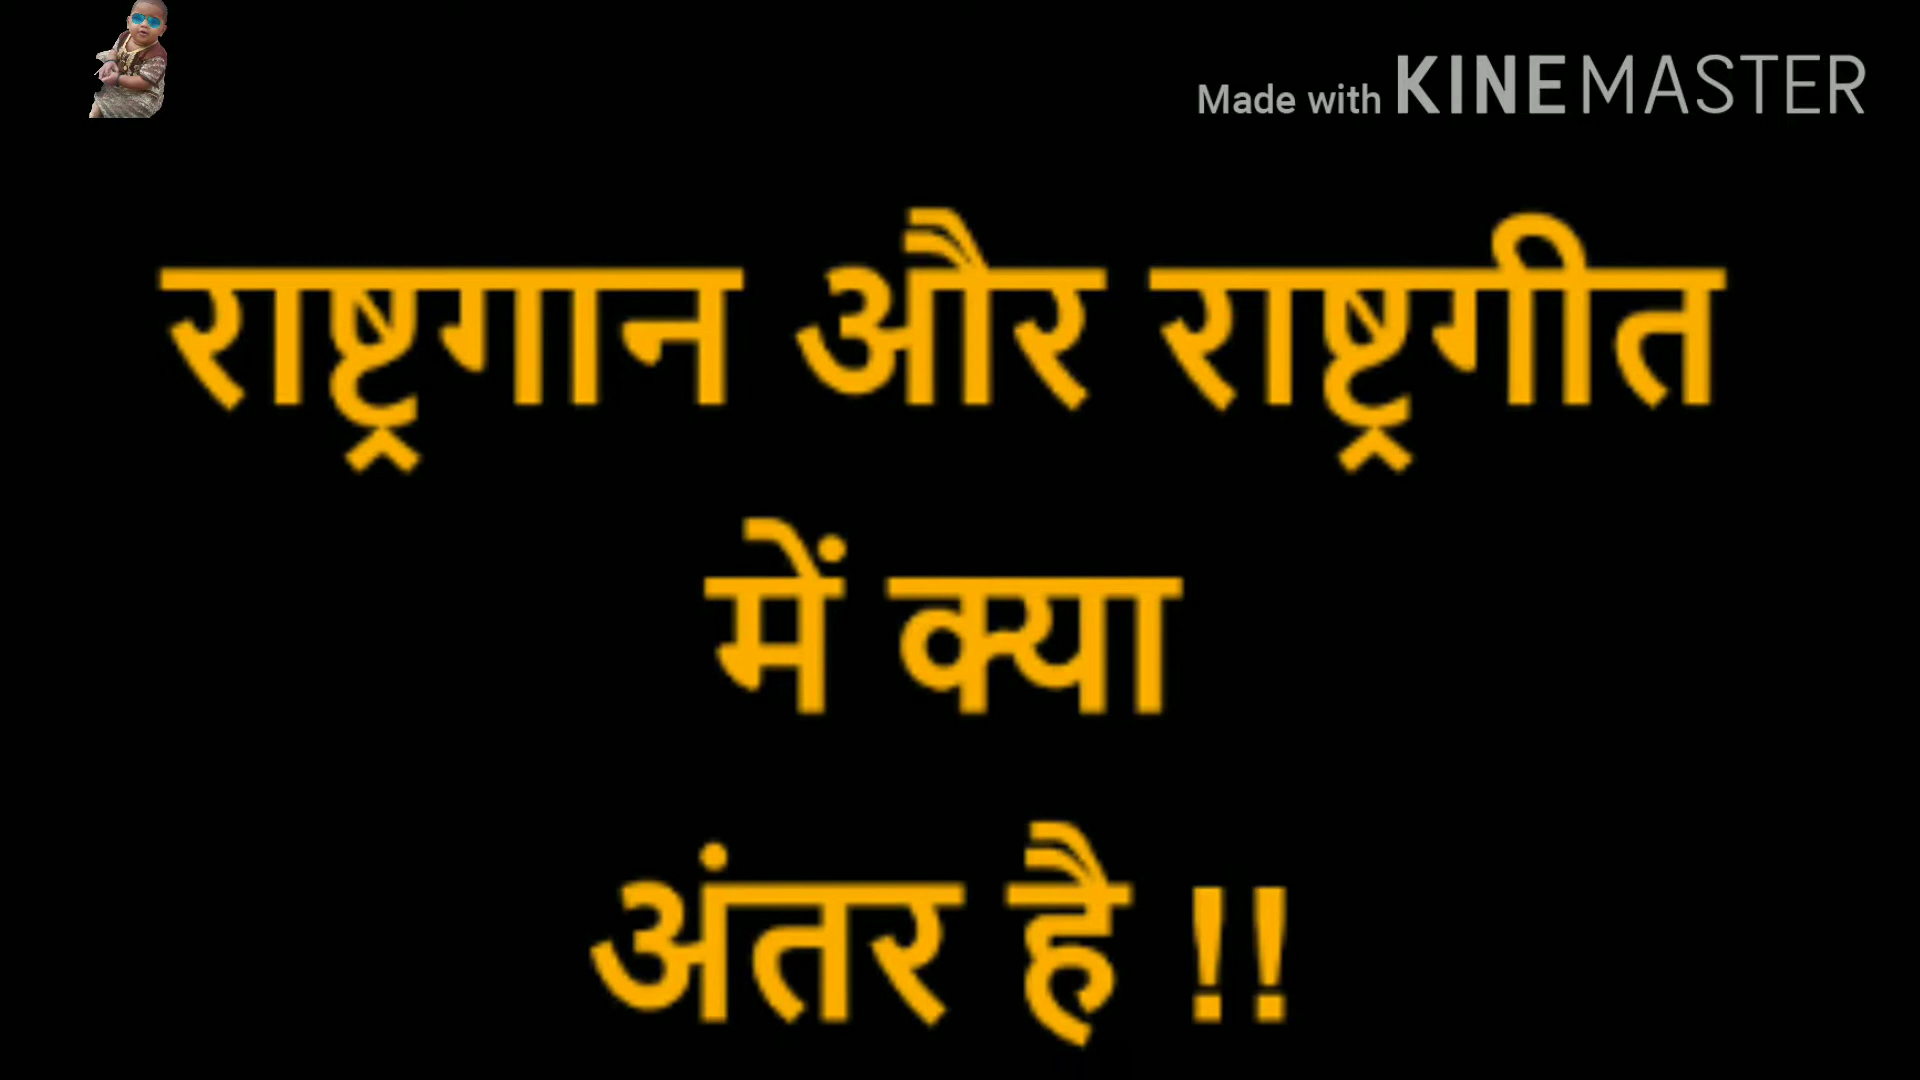 Made with KINEMASTER
राष्ट्रगान और राष्ट्रगीत
में क्या
अंतर है !!